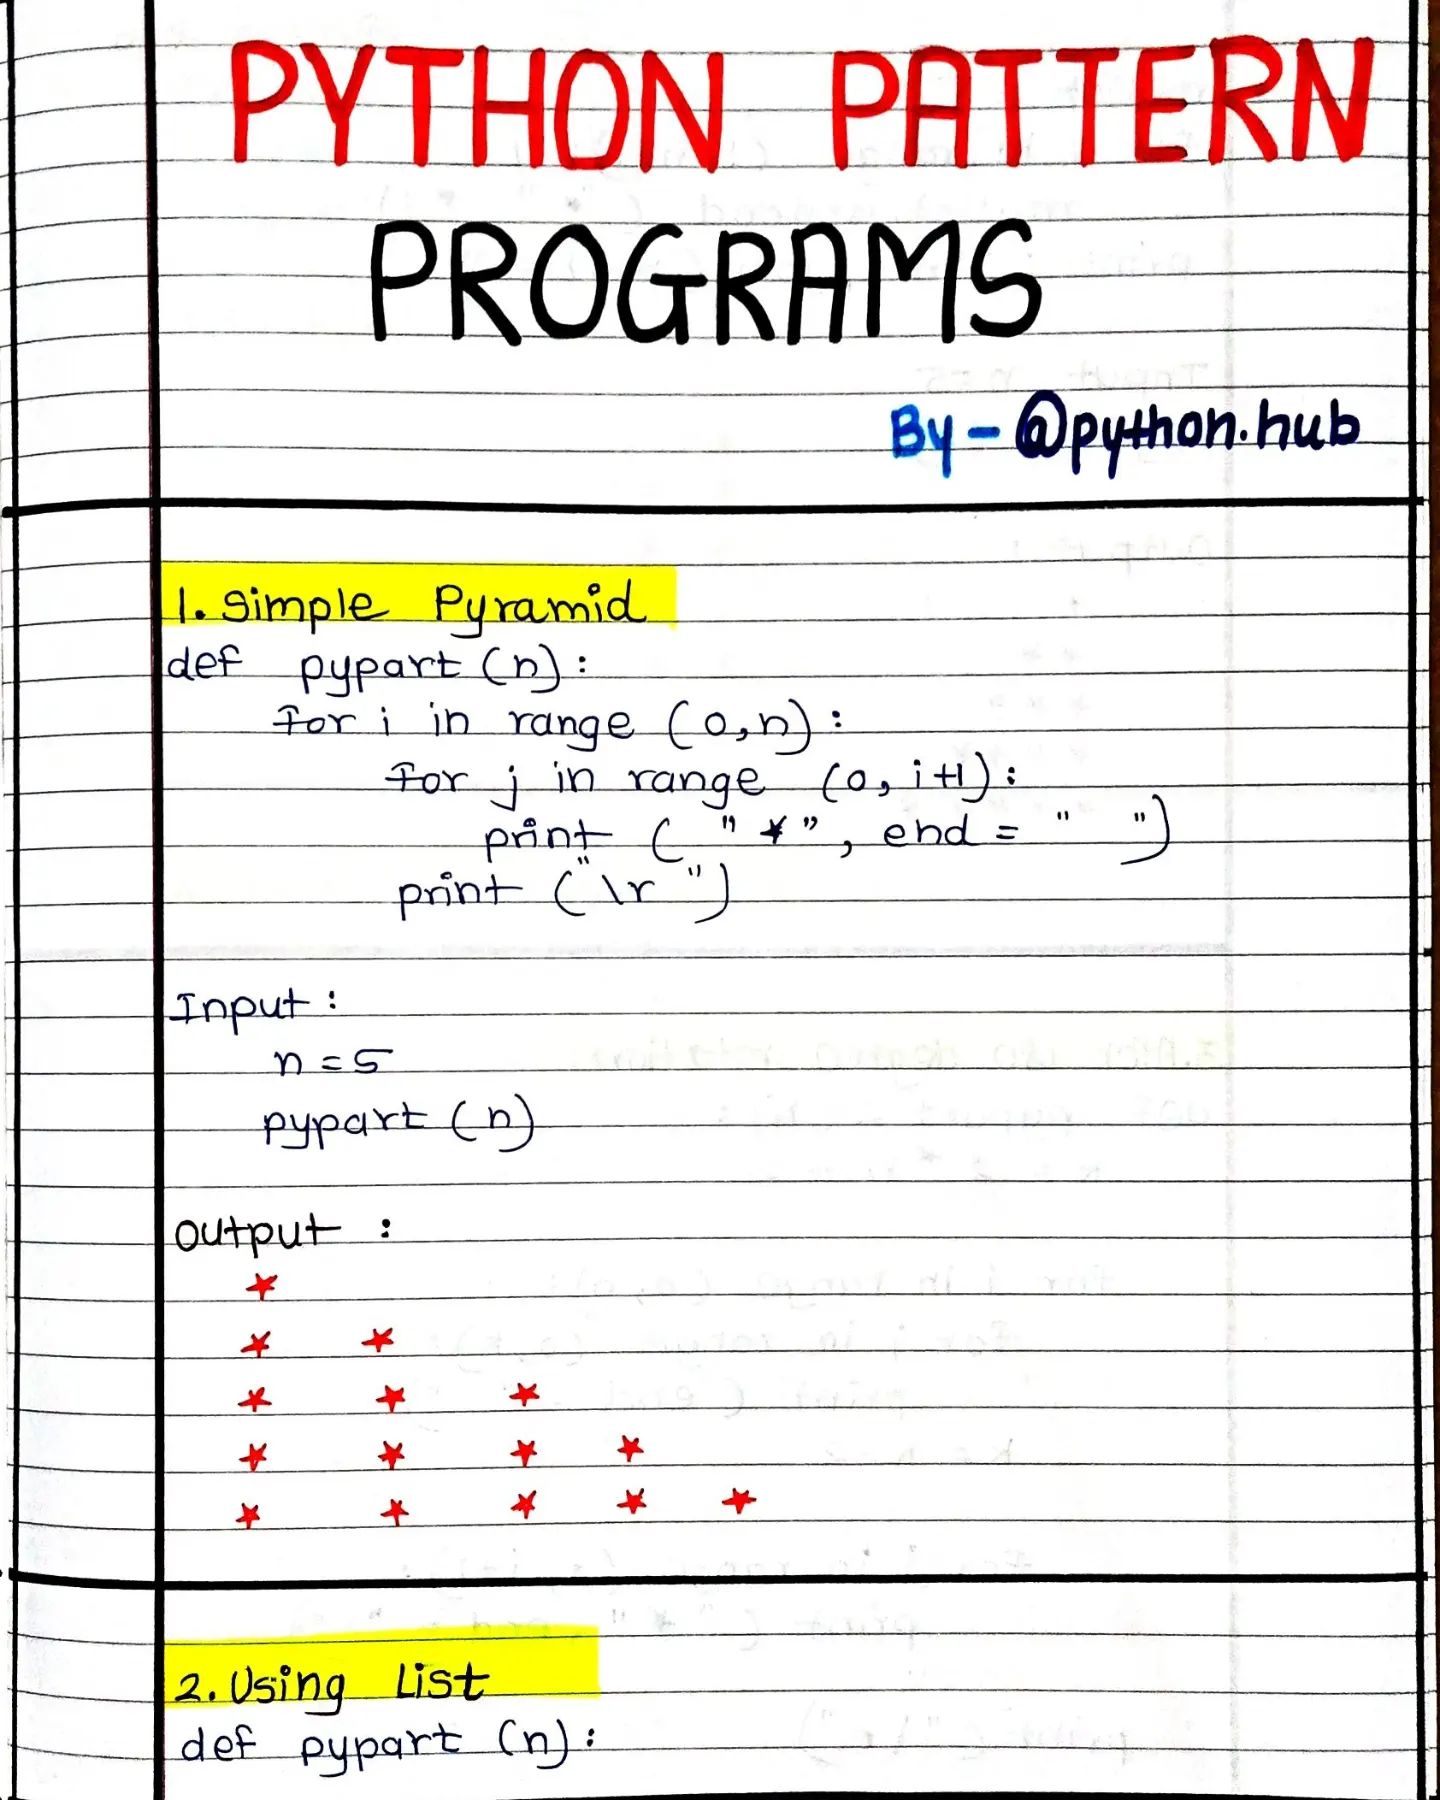 PYTHON PATTERN
PROGRAMS
By - @python.hub
1. Simple Pyramid
def pypart (n):
for i in range (0,n):
for j in range (0, i+1):
print ( "*", end = " ")
print ("\r ")
Input :
n = 5
pypart (n)
Output :
* 
* *
* * *
* * * *
* * * * *
2. Using List
def pypart (n):